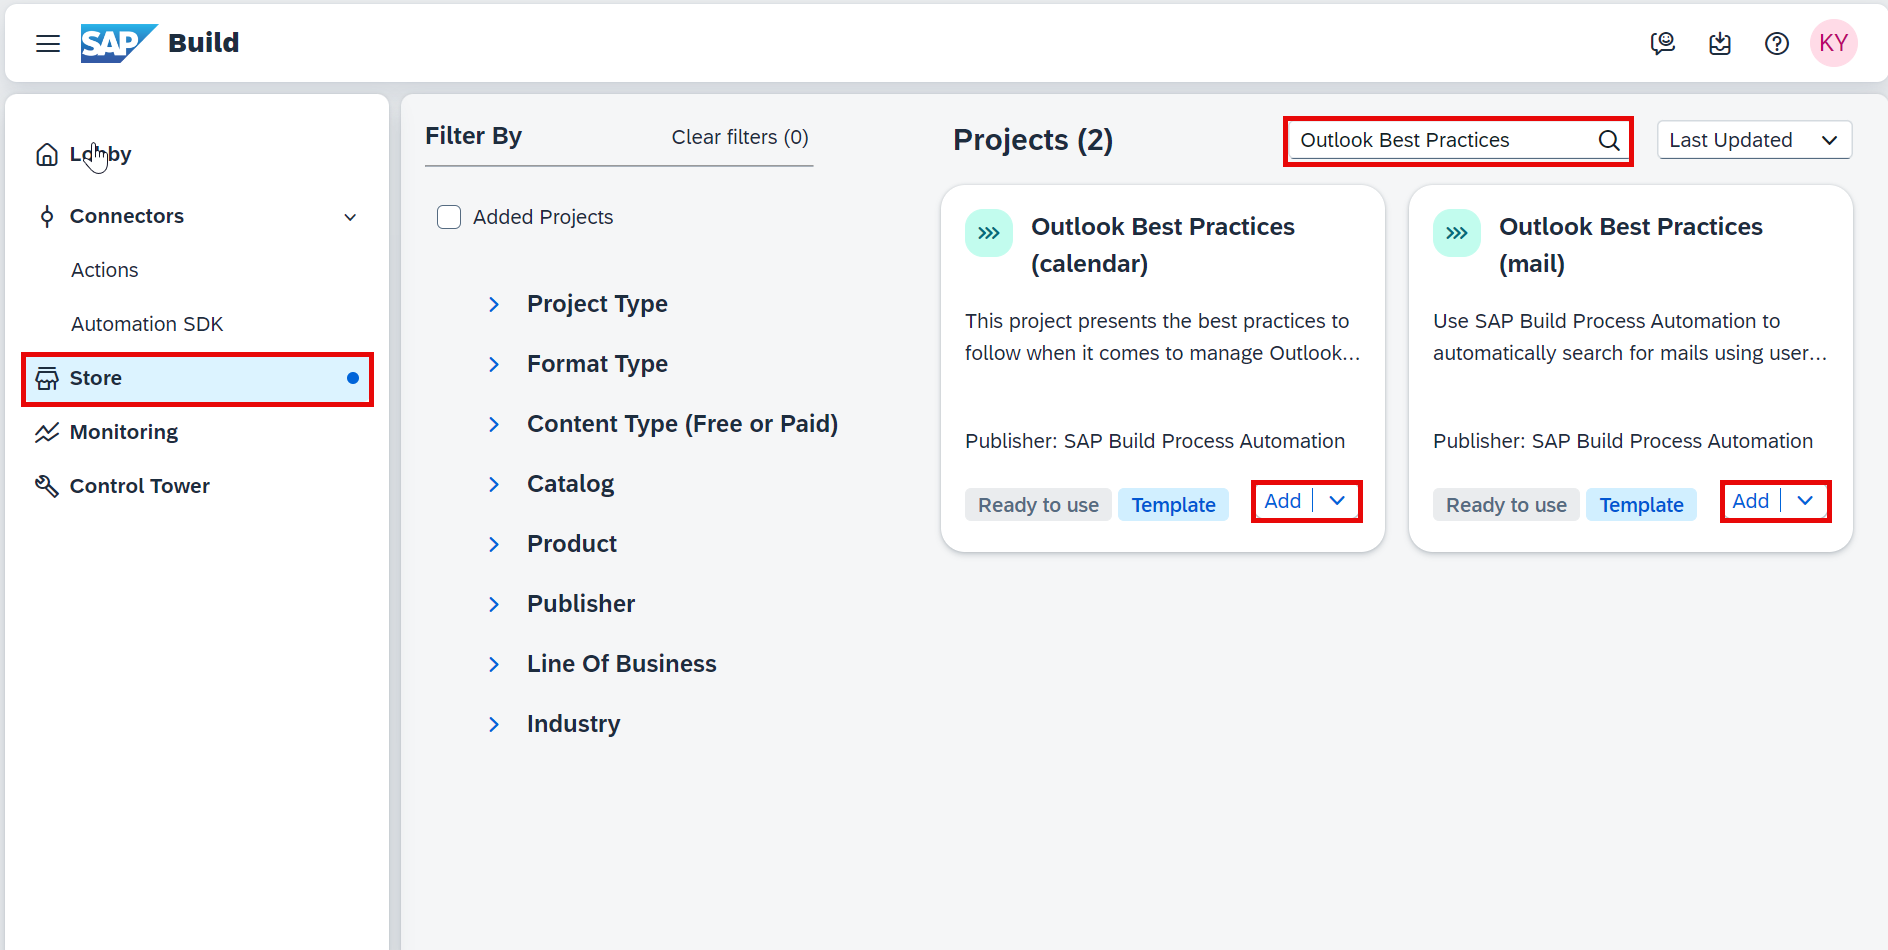 SAP Build
KY
Lobby
Connectors
Actions
Automation SDK
Store
Monitoring
Control Tower
Filter By
Clear filters (0)
Added Projects
Project Type
Format Type
Content Type (Free or Paid)
Catalog
Product
Publisher
Line Of Business
Industry
Projects (2)
Outlook Best Practices
Last Updated
Outlook Best Practices
(calendar)
This project presents the best practices to
follow when it comes to manage Outlook...
Publisher: SAP Build Process Automation
Ready to use
Template
Add
Outlook Best Practices
(mail)
Use SAP Build Process Automation to
automatically search for mails using user...
Publisher: SAP Build Process Automation
Ready to use
Template
Add